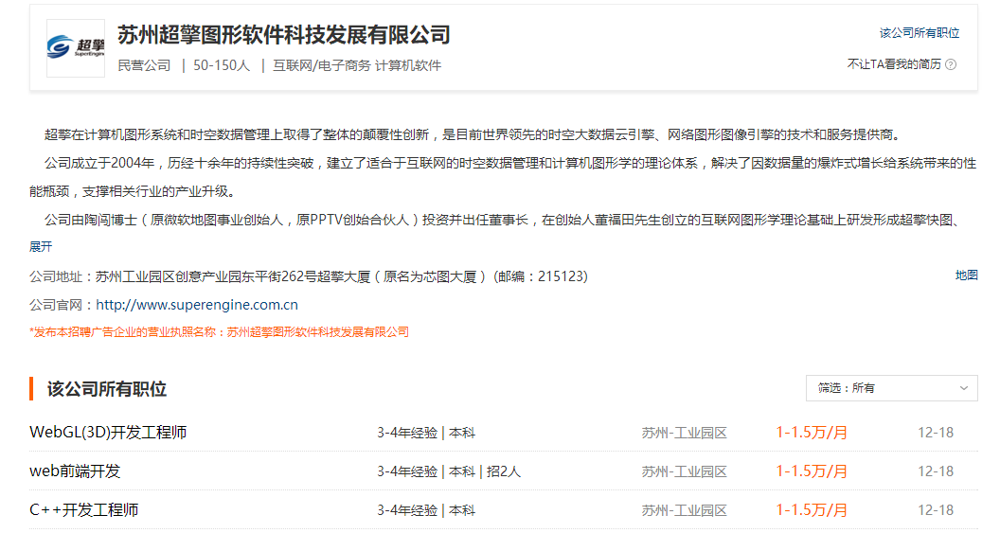 超擎
SuperEngine
苏州超擎图形软件科技发展有限公司
该公司所有职位
民营公司 | 50-150人 | 互联网/电子商务 计算机软件
不让TA看我的简历 ?
超擎在计算机图形系统和时空数据管理上取得了整体的颠覆性创新，是目前世界领先的时空大数据云引擎、网络图形图像引擎的技术和服务提供商。
公司成立于2004年，历经十余年的持续性突破，建立了适合于互联网的时空数据管理和计算机图形学的理论体系，解决了因数据量的爆炸式增长给系统带来的性
能瓶颈，支撑相关行业的产业升级。
公司由陶闯博士（原微软地图事业创始人，原PPTV创始合伙人）投资并出任董事长，在创始人董福田先生创立的互联网图形学理论基础上研发形成超擎快图、
展开
公司地址：苏州工业园区创意产业园东平街262号超擎大厦（原名为芯图大厦） (邮编：215123)
地图
公司官网：http://www.superengine.com.cn
*发布本招聘广告企业的营业执照名称：苏州超擎图形软件科技发展有限公司
该公司所有职位
筛选：所有
WebGL(3D)开发工程师 3-4年经验 | 本科 苏州-工业园区 1-1.5万/月 12-18
web前端开发 3-4年经验 | 本科 | 招2人 苏州-工业园区 1-1.5万/月 12-18
C++开发工程师 3-4年经验 | 本科 苏州-工业园区 1-1.5万/月 12-18